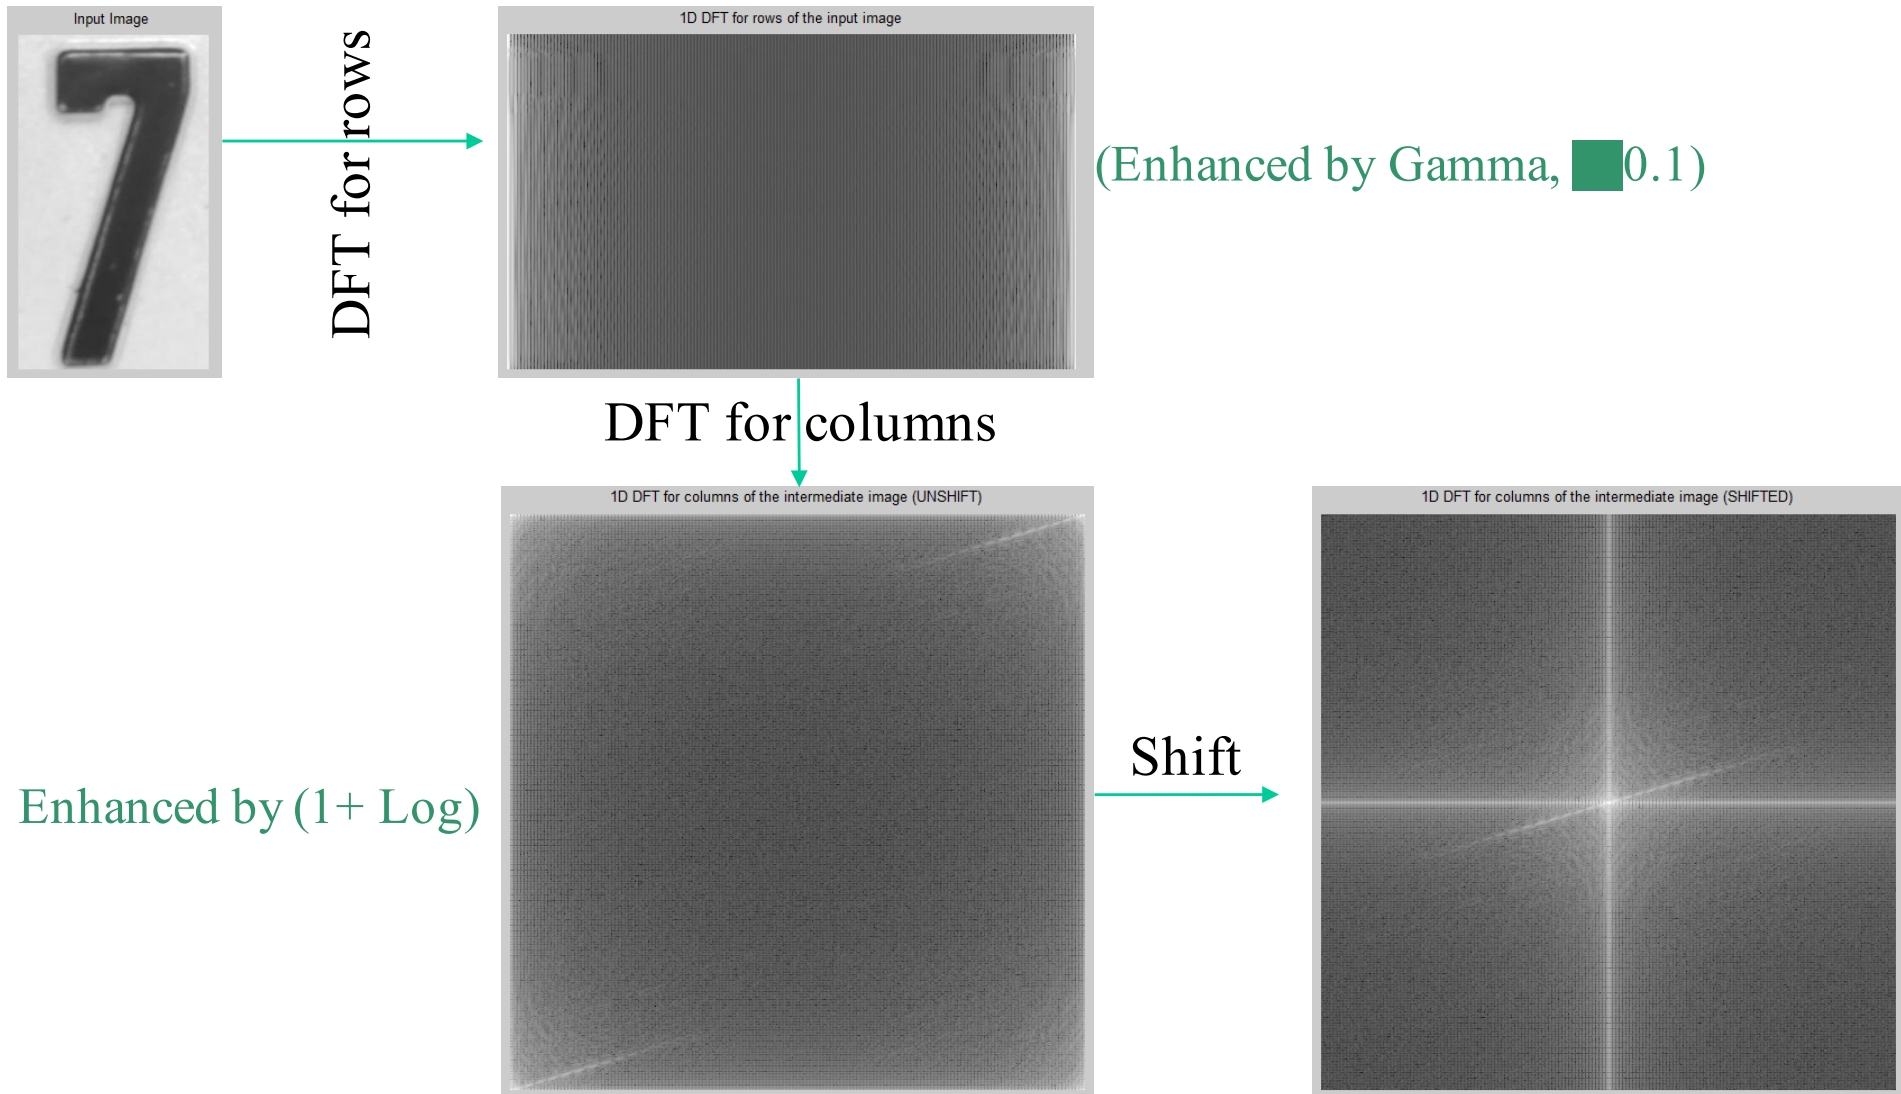 Input Image
7
DFT for rows
1D DFT for rows of the input image
(Enhanced by Gamma, 0.1)
DFT for columns
1D DFT for columns of the intermediate image (UNSHIFT)
Enhanced by (1+ Log)
Shift
1D DFT for columns of the intermediate image (SHIFTED)